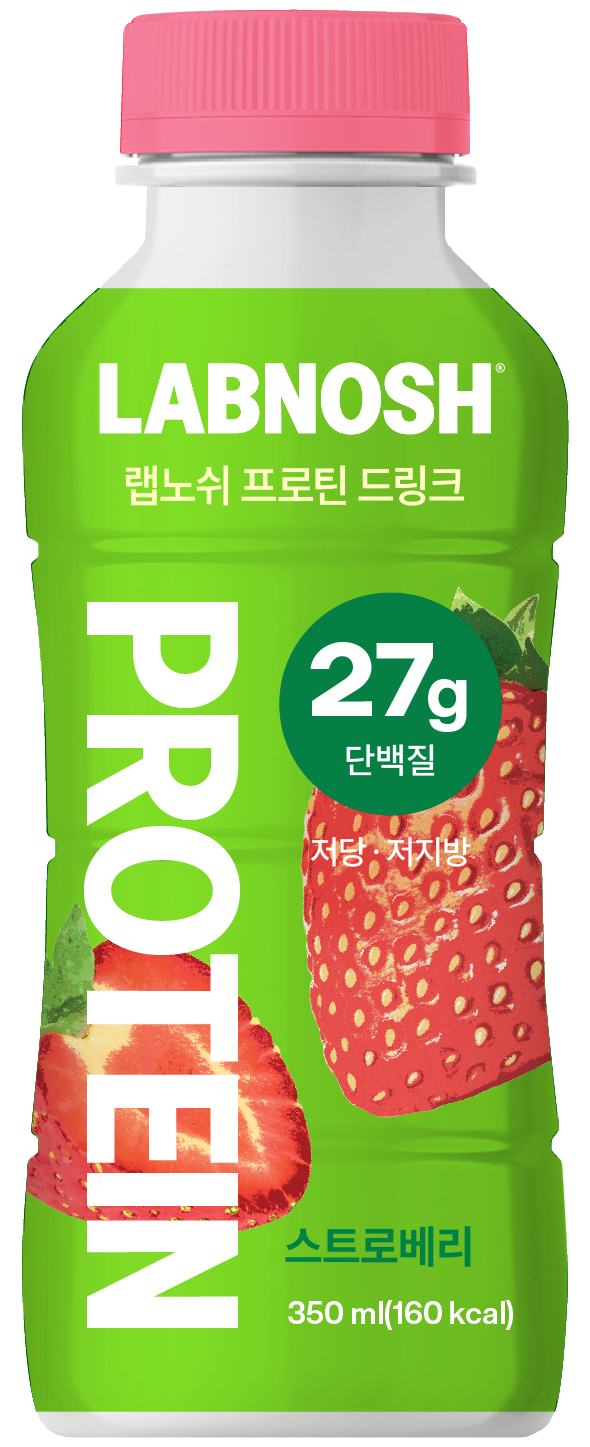 LABNOSH®
랩노쉬 프로틴 드링크
PROTEIN
27g
단백질
저당 · 저지방
스트로베리
350 ml(160 kcal)